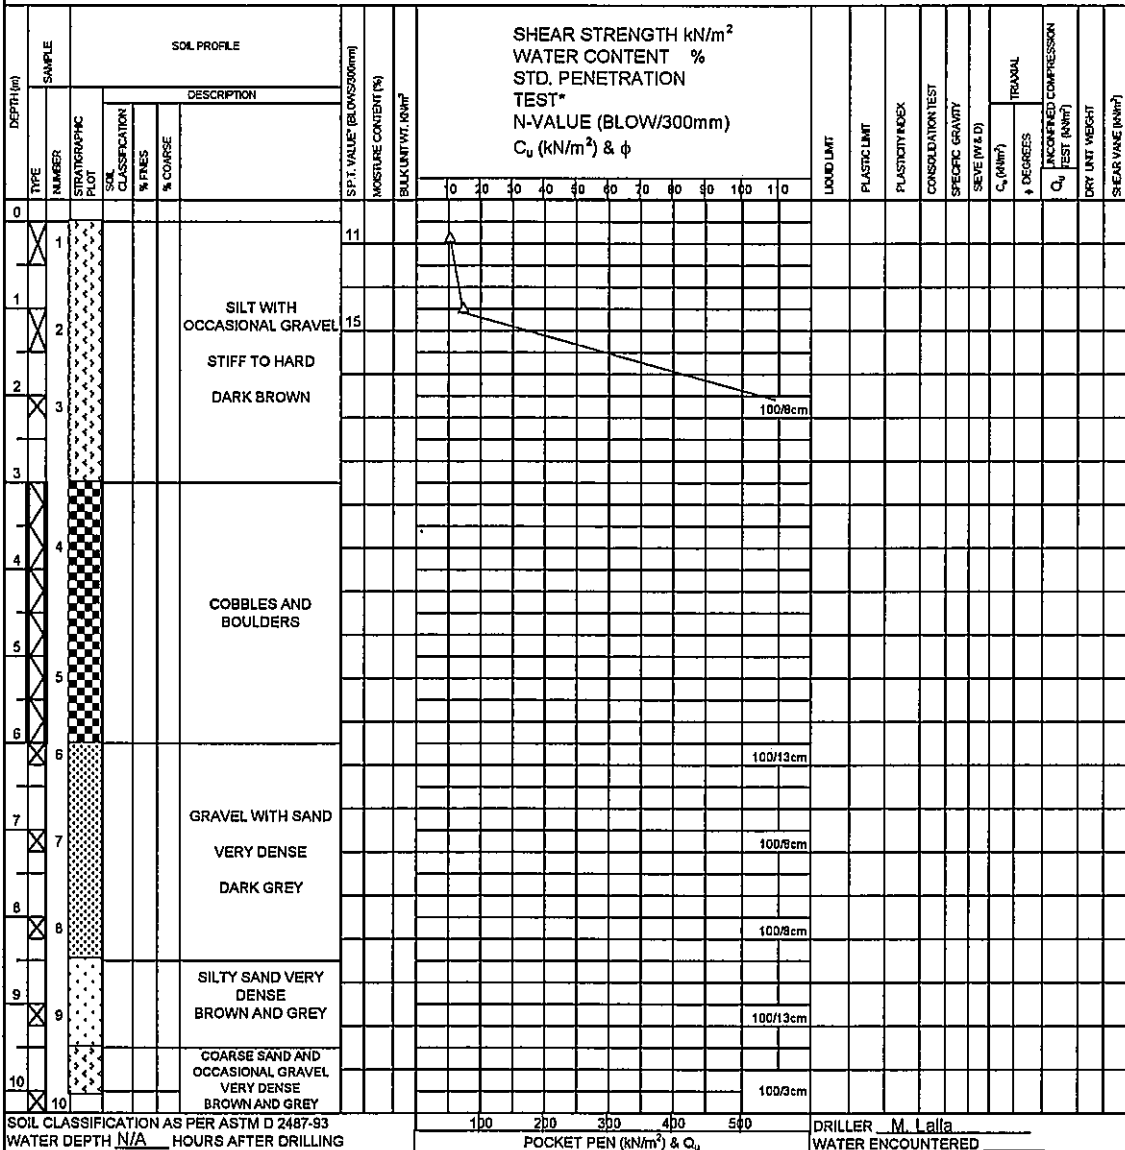 SHEAR STRENGTH kN/m²
WATER CONTENT %
STD. PENETRATION
TEST*
N-VALUE (BLOW/300mm)
Cu (kN/m²) & ϕ
DEPTH (m)
SAMPLE
TYPE
NUMBER
SOIL PROFILE
STRATIGRAPHIC PLOT
DESCRIPTION
SOIL CLASSIFICATION
% FINES
% COARSE
S.P.T. VALUE* (BLOWS/300mm)
MOISTURE CONTENT (%)
BULK UNIT WT. KN/m³
10 20 30 40 50 60 70 80 90 100 110
LIQUID LIMIT
PLASTIC LIMIT
PLASTICITY INDEX
CONSOLIDATION TEST
SPECIFIC GRAVITY
SIEVE (W & D)
TRIAXIAL
Cu (kN/m²)
ϕ DEGREES
UNCONFINED COMPRESSION TEST (kN/m²)
Qu
DRY UNIT WEIGHT
SHEAR VANE (kN/m²)
0
1 11
1
SILT WITH
OCCASIONAL GRAVEL
2 15
STIFF TO HARD
2
DARK BROWN
3 100/8cm
3
4
4
COBBLES AND
BOULDERS
5
5
6
6 100/13cm
GRAVEL WITH SAND
7
7 100/8cm
VERY DENSE
DARK GREY
8
8 100/8cm
SILTY SAND VERY
DENSE
9
BROWN AND GREY
9 100/13cm
COARSE SAND AND
OCCASIONAL GRAVEL
VERY DENSE
10
BROWN AND GREY
10 100/3cm
SOIL CLASSIFICATION AS PER ASTM D 2487-93
100 200 300 400 500
DRILLER M. Lalla
WATER DEPTH N/A HOURS AFTER DRILLING
POCKET PEN (kN/m²) & Qu
WATER ENCOUNTERED